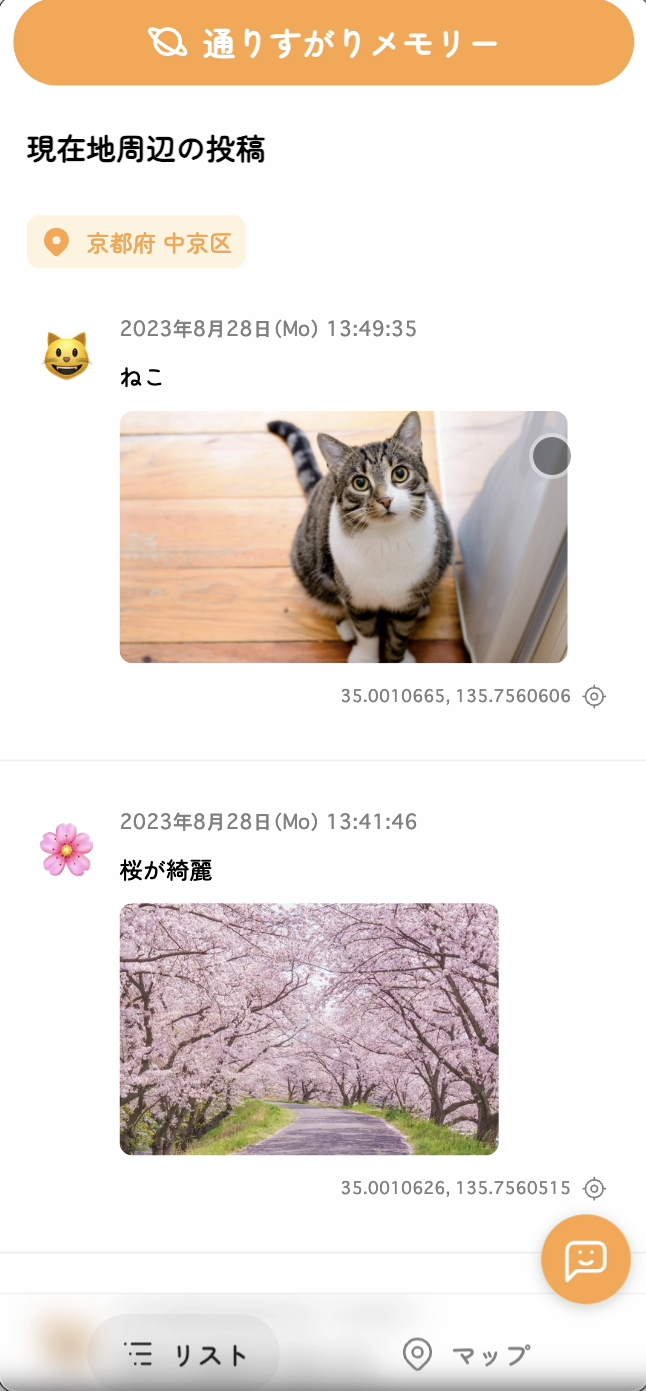 通りすがりメモリー
現在地周辺の投稿
京都府 中京区
2023年8月28日(Mo) 13:49:35
ねこ
35.0010665, 135.7560606
2023年8月28日(Mo) 13:41:46
桜が綺麗
35.0010626, 135.7560515
リスト
マップ